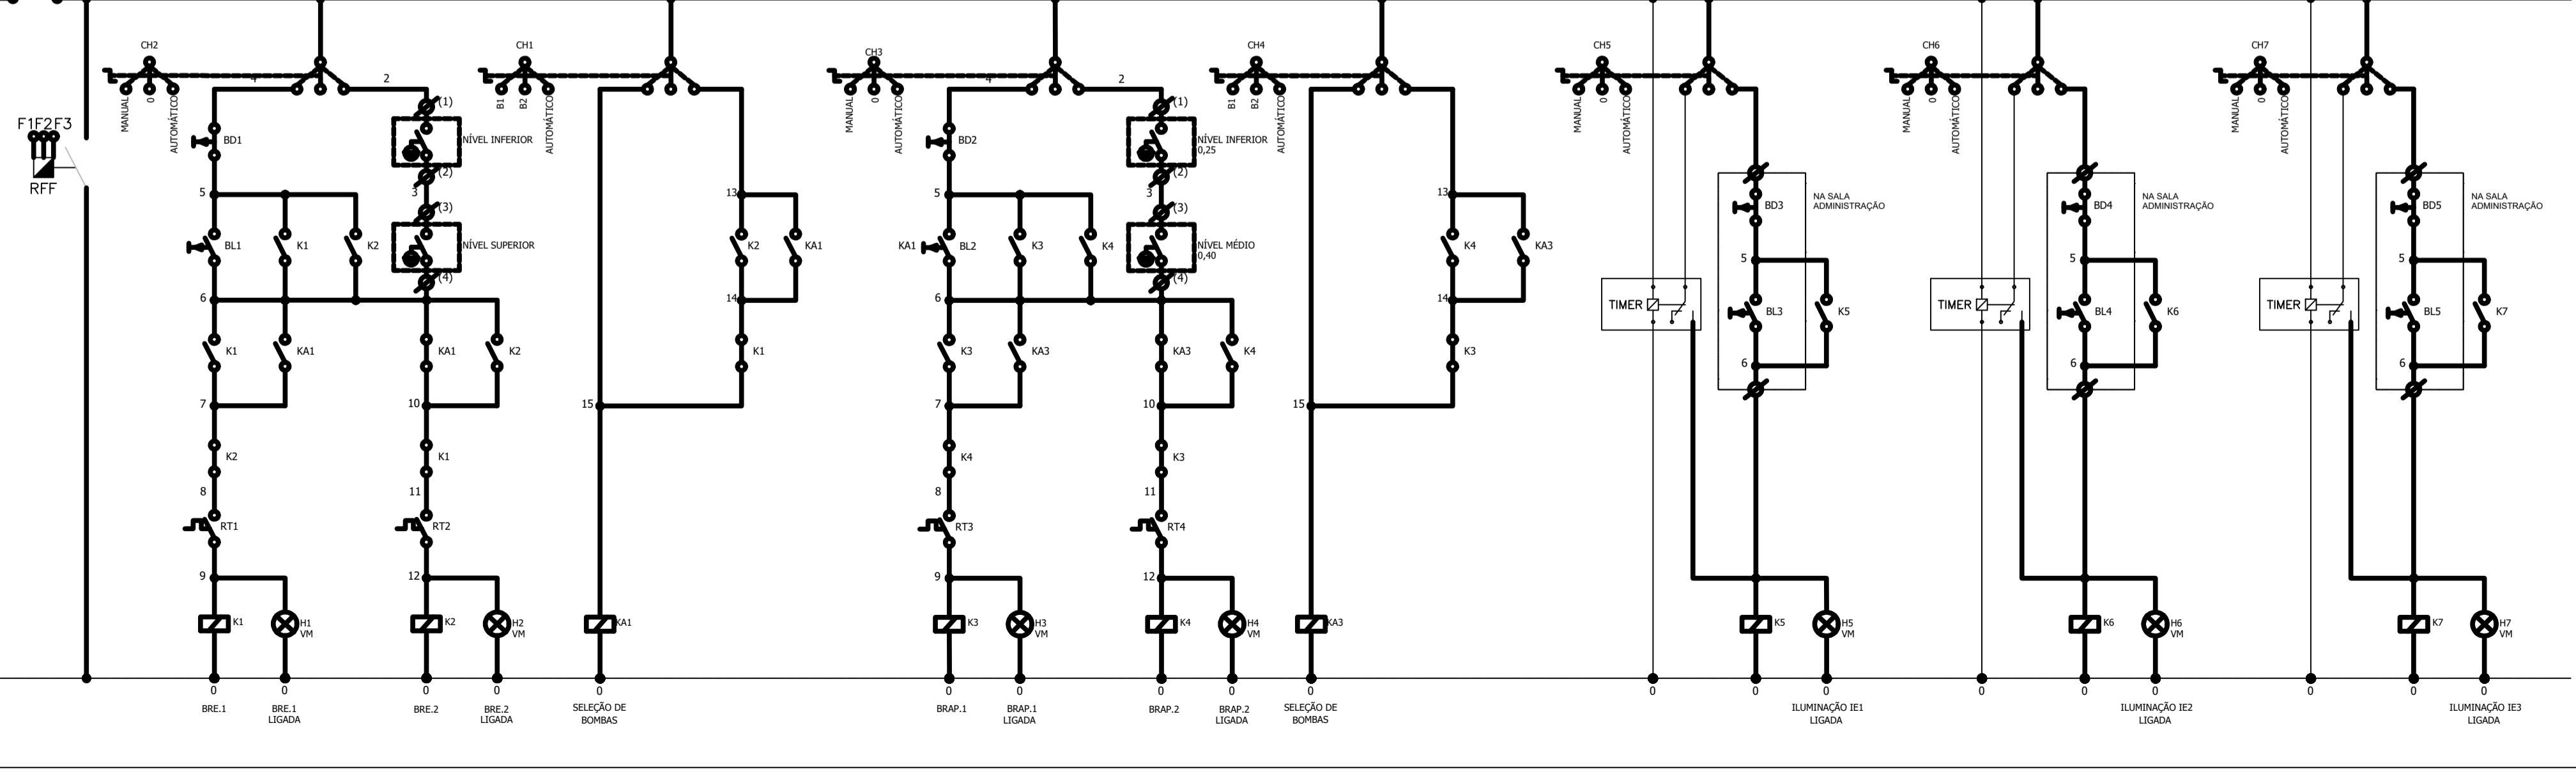 CH2
CH1
CH3
CH4
CH5
CH6
CH7
4
2
4
2
MANUAL
0
AUTOMÁTICO
B1
B2
AUTOMÁTICO
MANUAL
0
AUTOMÁTICO
B1
B2
AUTOMÁTICO
MANUAL
0
AUTOMÁTICO
MANUAL
0
AUTOMÁTICO
MANUAL
0
AUTOMÁTICO
F1F2F3
RFF
BD1
(1)
NÍVEL INFERIOR
(2)
3
(3)
NÍVEL SUPERIOR
(4)
5
BL1
K1
K2
6
K1
KA1
KA1
K2
7
10
K2
K1
8
11
RT1
RT2
9
12
K1
H1
VM
K2
H2
VM
13
K2
KA1
14
K1
15
KA1
BD2
(1)
NÍVEL INFERIOR
0,25
(2)
3
(3)
NÍVEL MÉDIO
0,40
(4)
5
KA1
BL2
K3
K4
6
K3
KA3
KA3
K4
7
10
K4
K3
8
11
RT3
RT4
9
12
K3
H3
VM
K4
H4
VM
13
K4
KA3
14
K3
15
KA3
TIMER
BD3
NA SALA
ADMINISTRAÇÃO
5
BL3
K5
6
K5
H5
VM
TIMER
BD4
NA SALA
ADMINISTRAÇÃO
5
BL4
K6
6
K6
H6
VM
TIMER
BD5
NA SALA
ADMINISTRAÇÃO
5
BL5
K7
6
K7
H7
VM
0 0 0 0 0 0 0 0 0 0 0 0 0 0 0 0 0 0 0
BRE.1
BRE.1
LIGADA
BRE.2
BRE.2
LIGADA
SELEÇÃO DE
BOMBAS
BRAP.1
BRAP.1
LIGADA
BRAP.2
BRAP.2
LIGADA
SELEÇÃO DE
BOMBAS
ILUMINAÇÃO IE1
LIGADA
ILUMINAÇÃO IE2
LIGADA
ILUMINAÇÃO IE3
LIGADA